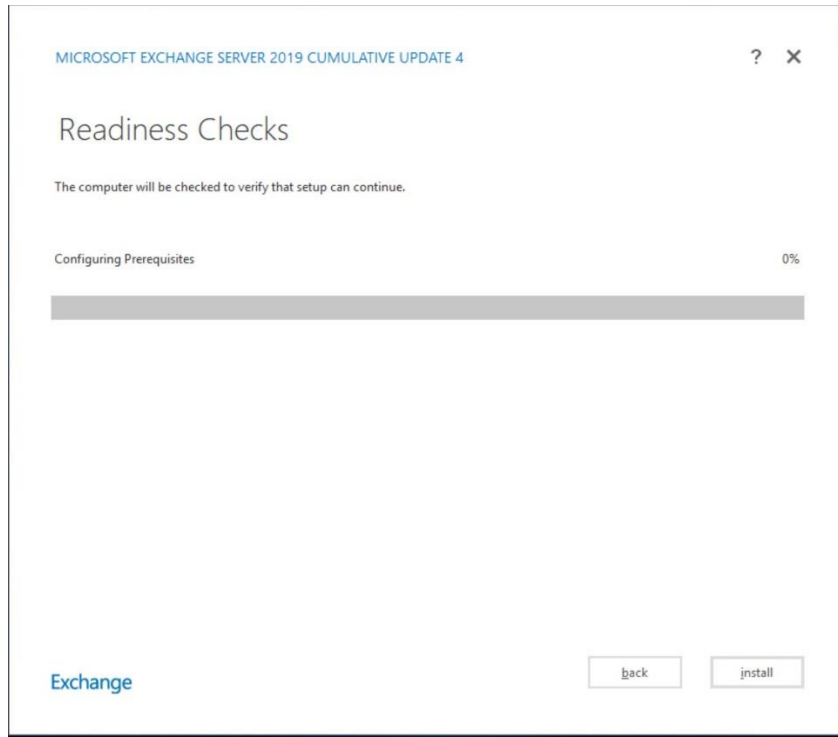 MICROSOFT EXCHANGE SERVER 2019 CUMULATIVE UPDATE 4 ? ✕
Readiness Checks
The computer will be checked to verify that setup can continue.
Configuring Prerequisites 0%
back install
Exchange